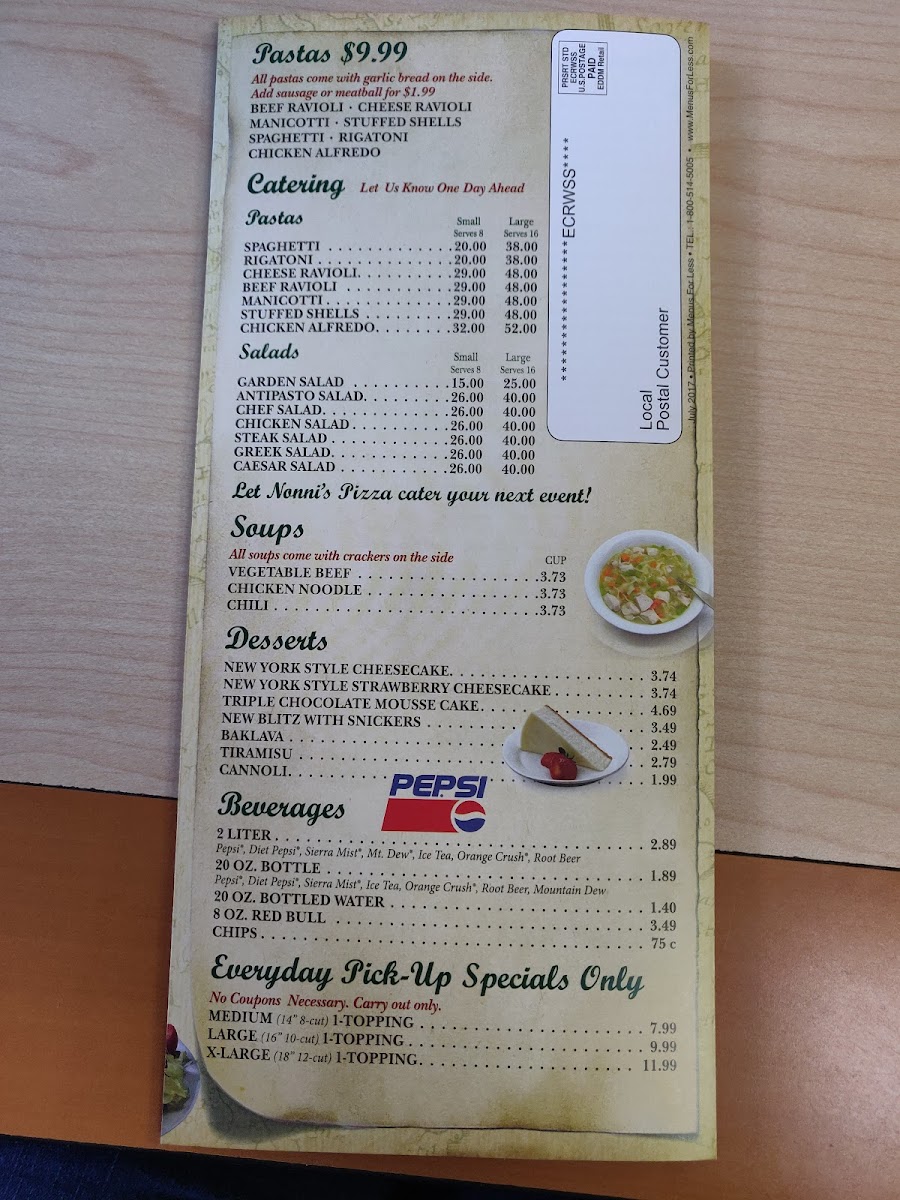 Pastas $9.99
All pastas come with garlic bread on the side.
Add sausage or meatball for $1.99
BEEF RAVIOLI · CHEESE RAVIOLI
MANICOTTI · STUFFED SHELLS
SPAGHETTI · RIGATONI
CHICKEN ALFREDO
Catering Let Us Know One Day Ahead
Pastas Small Large
Serves 8 Serves 16
SPAGHETTI 20.00 38.00
RIGATONI 20.00 38.00
CHEESE RAVIOLI 29.00 48.00
BEEF RAVIOLI 29.00 48.00
MANICOTTI 29.00 48.00
STUFFED SHELLS 29.00 48.00
CHICKEN ALFREDO 32.00 52.00
Salads Small Large
Serves 8 Serves 16
GARDEN SALAD 15.00 25.00
ANTIPASTO SALAD 26.00 40.00
CHEF SALAD 26.00 40.00
CHICKEN SALAD 26.00 40.00
STEAK SALAD 26.00 40.00
GREEK SALAD 26.00 40.00
CAESAR SALAD 26.00 40.00
Let Nonni's Pizza cater your next event!
PRSRT STD
ECRWSS
U.S.POSTAGE
PAID
EDDM Retail
****************ECRWSS****
Local
Postal Customer
July 2017 • Printed by Menus For Less • TEL : 1-800-514-5005 • www.MenusForLess.com
Soups
All soups come with crackers on the side CUP
VEGETABLE BEEF 3.73
CHICKEN NOODLE 3.73
CHILI 3.73
Desserts
NEW YORK STYLE CHEESECAKE 3.74
NEW YORK STYLE STRAWBERRY CHEESECAKE 3.74
TRIPLE CHOCOLATE MOUSSE CAKE 4.69
NEW BLITZ WITH SNICKERS 3.49
BAKLAVA 2.49
TIRAMISU 2.79
CANNOLI 1.99
Beverages PEPSI
2 LITER 2.89
Pepsi®, Diet Pepsi®, Sierra Mist®, Mt. Dew®, Ice Tea, Orange Crush®, Root Beer
20 OZ. BOTTLE 1.89
Pepsi®, Diet Pepsi®, Sierra Mist®, Ice Tea, Orange Crush®, Root Beer, Mountain Dew
20 OZ. BOTTLED WATER 1.40
8 OZ. RED BULL 3.49
CHIPS 75 c
Everyday Pick-Up Specials Only
No Coupons Necessary. Carry out only.
MEDIUM (14" 8-cut) 1-TOPPING 7.99
LARGE (16" 10-cut) 1-TOPPING 9.99
X-LARGE (18" 12-cut) 1-TOPPING 11.99